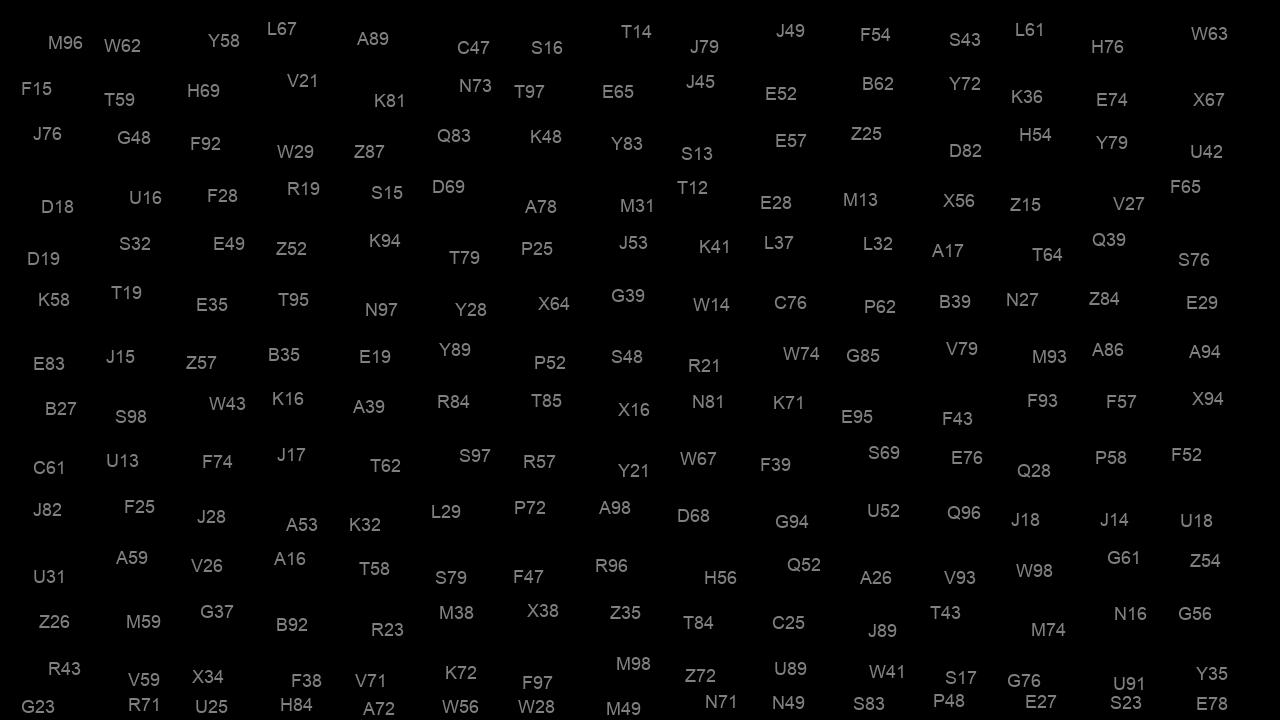 M96 W62 Y58 L67 A89 C47 S16 T14 J79 J49 F54 S43 L61 H76 W63
F15 T59 H69 V21 K81 N73 T97 E65 J45 E52 B62 Y72 K36 E74 X67
J76 G48 F92 W29 Z87 Q83 K48 Y83 S13 E57 Z25 D82 H54 Y79 U42
D18 U16 F28 R19 S15 D69 A78 M31 T12 E28 M13 X56 Z15 V27 F65
D19 S32 E49 Z52 K94 T79 P25 J53 K41 L37 L32 A17 T64 Q39 S76
K58 T19 E35 T95 N97 Y28 X64 G39 W14 C76 P62 B39 N27 Z84 E29
E83 J15 Z57 B35 E19 Y89 P52 S48 R21 W74 G85 V79 M93 A86 A94
B27 S98 W43 K16 A39 R84 T85 X16 N81 K71 E95 F43 F93 F57 X94
C61 U13 F74 J17 T62 S97 R57 Y21 W67 F39 S69 E76 Q28 P58 F52
J82 F25 J28 A53 K32 L29 P72 A98 D68 G94 U52 Q96 J18 J14 U18
U31 A59 V26 A16 T58 S79 F47 R96 H56 Q52 A26 V93 W98 G61 Z54
Z26 M59 G37 B92 R23 M38 X38 Z35 T84 C25 J89 T43 M74 N16 G56
R43 V59 X34 F38 V71 K72 F97 M98 Z72 U89 W41 S17 G76 U91 Y35
G23 R71 U25 H84 A72 W56 W28 M49 N71 N49 S83 P48 E27 S23 E78